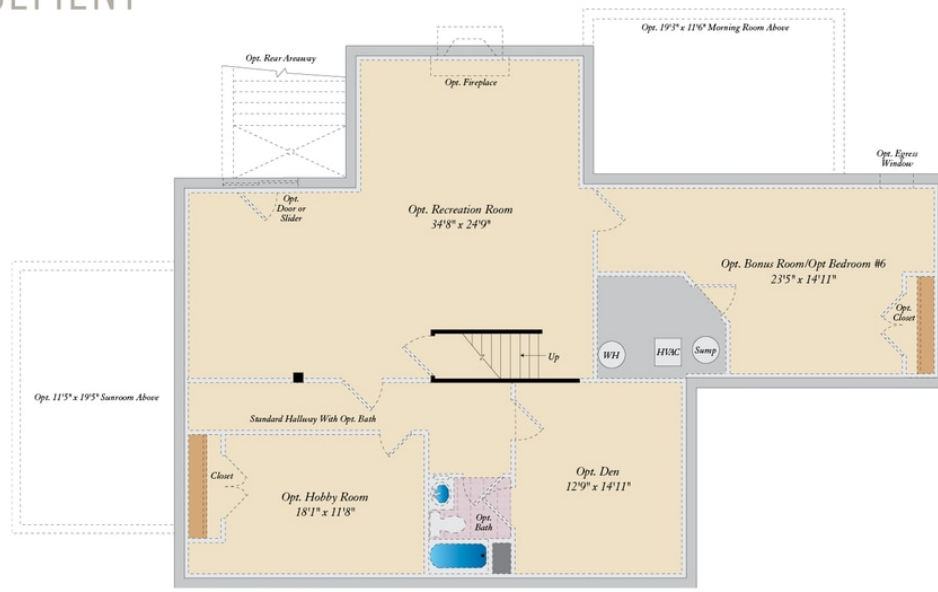 Opt. 19'3" x 11'6" Morning Room Above
Opt. Rear Areaway
Opt. Fireplace
Opt. Egress
Window
Opt.
Door or
Slider
Opt. Recreation Room
34'8" x 24'9"
Opt. Bonus Room/Opt Bedroom #6
23'5" x 14'11"
Opt.
Closet
WH
HVAC
Sump
Up
Opt. 11'5" x 19'5" Sunroom Above
Standard Hallway With Opt. Bath
Closet
Opt. Hobby Room
18'1" x 11'8"
Opt.
Bath
Opt. Den
12'9" x 14'11"